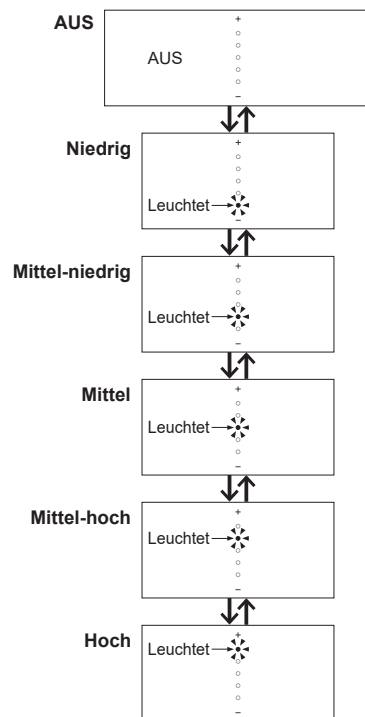 AUS
+
AUS
−
Niedrig
+
Leuchtet
−
Mittel-niedrig
+
Leuchtet
−
Mittel
+
Leuchtet
−
Mittel-hoch
+
Leuchtet
−
Hoch
+
Leuchtet
−